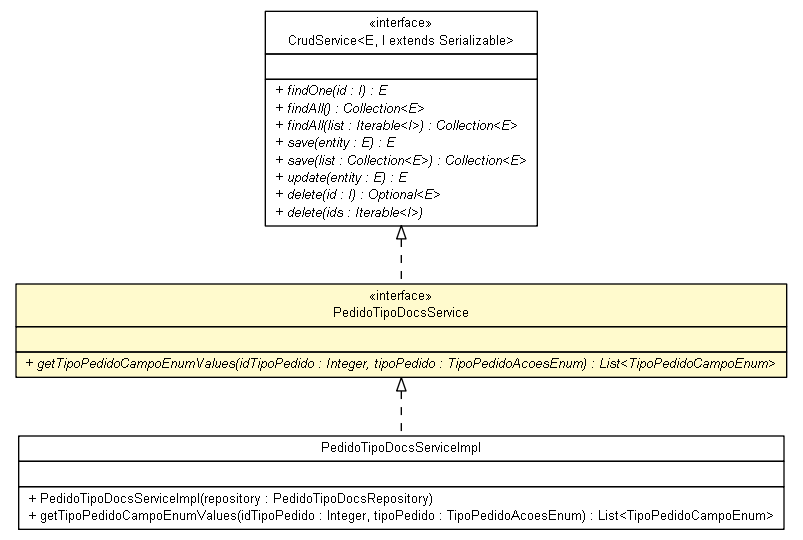 «interface»
CrudService<E, I extends Serializable>
+ findOne(id : I) : E
+ findAll() : Collection<E>
+ findAll(list : Iterable<I>) : Collection<E>
+ save(entity : E) : E
+ save(list : Collection<E>) : Collection<E>
+ update(entity : E) : E
+ delete(id : I) : Optional<E>
+ delete(ids : Iterable<I>)
«interface»
PedidoTipoDocsService
+ getTipoPedidoCampoEnumValues(idTipoPedido : Integer, tipoPedido : TipoPedidoAcoesEnum) : List<TipoPedidoCampoEnum>
PedidoTipoDocsServiceImpl
+ PedidoTipoDocsServiceImpl(repository : PedidoTipoDocsRepository)
+ getTipoPedidoCampoEnumValues(idTipoPedido : Integer, tipoPedido : TipoPedidoAcoesEnum) : List<TipoPedidoCampoEnum>